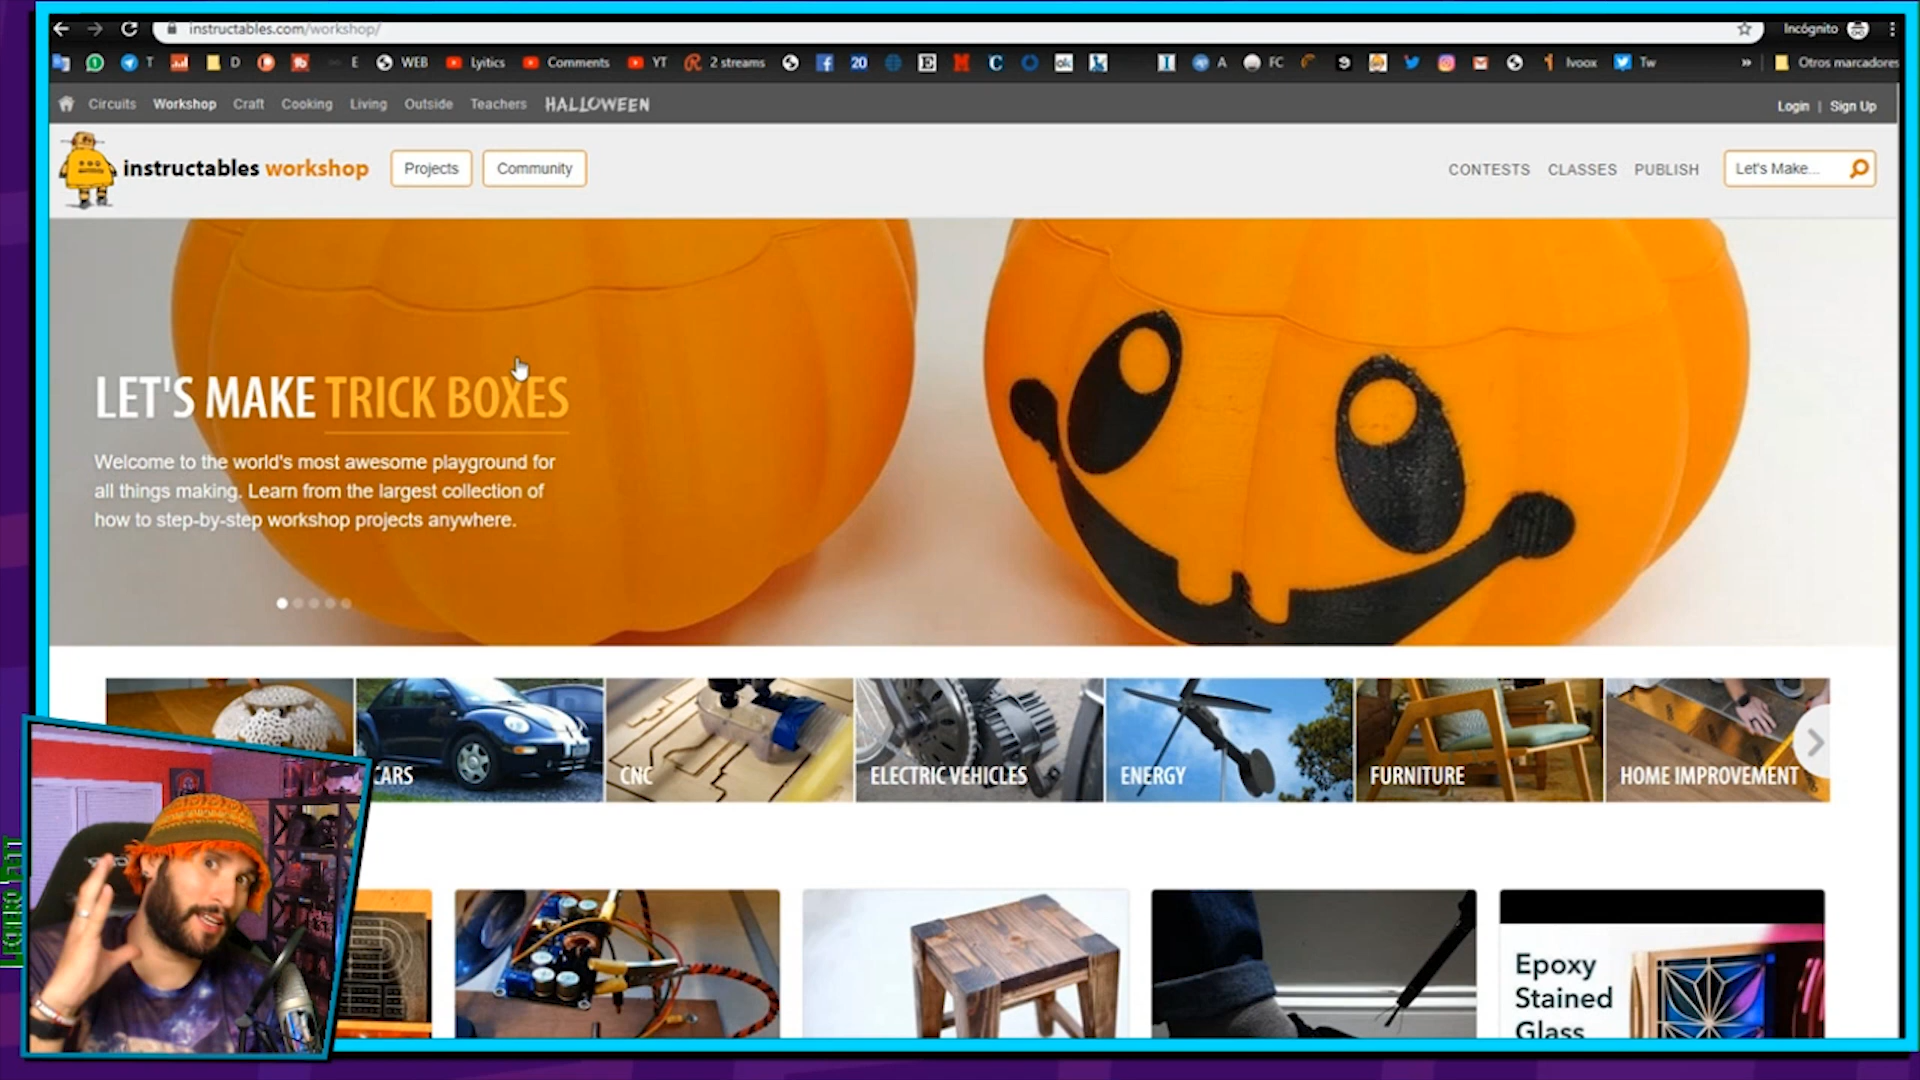 instructables.com/workshop/
Incógnito
T
D
E
WEB
Lyitics
Comments
YT
2 streams
20
A
FC
Ivoox
Tw
»
Otros marcadores
Circuits
Workshop
Craft
Cooking
Living
Outside
Teachers
HALLOWEEN
Login | Sign Up
instructables workshop
Projects
Community
CONTESTS
CLASSES
PUBLISH
Let's Make...
LET'S MAKE TRICK BOXES
Welcome to the world's most awesome playground for
all things making. Learn from the largest collection of
how to step-by-step workshop projects anywhere.
CARS
CNC
ELECTRIC VEHICLES
ENERGY
FURNITURE
HOME IMPROVEMENT
Epoxy
Stained
Glass